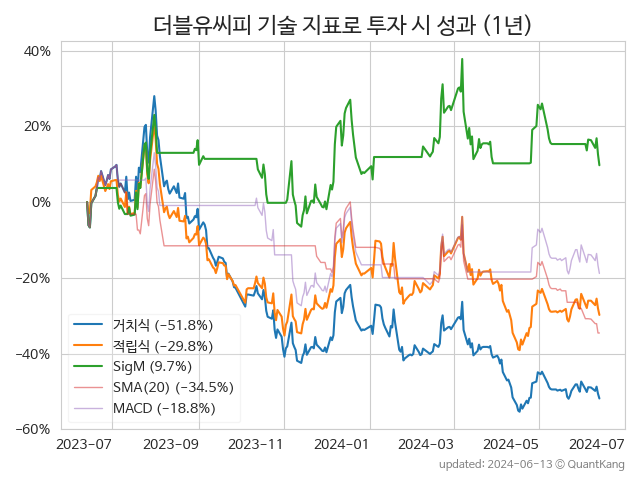 더블유씨피 기술 지표로 투자 시 성과 (1년)
40%
20%
0%
−20%
−40%
−60%
거치식 (−51.8%)
적립식 (−29.8%)
SigM (9.7%)
SMA(20) (−34.5%)
MACD (−18.8%)
2023−07 2023−09 2023−11 2024−01 2024−03 2024−05 2024−07
updated: 2024−06−13 ⓒ QuantKang